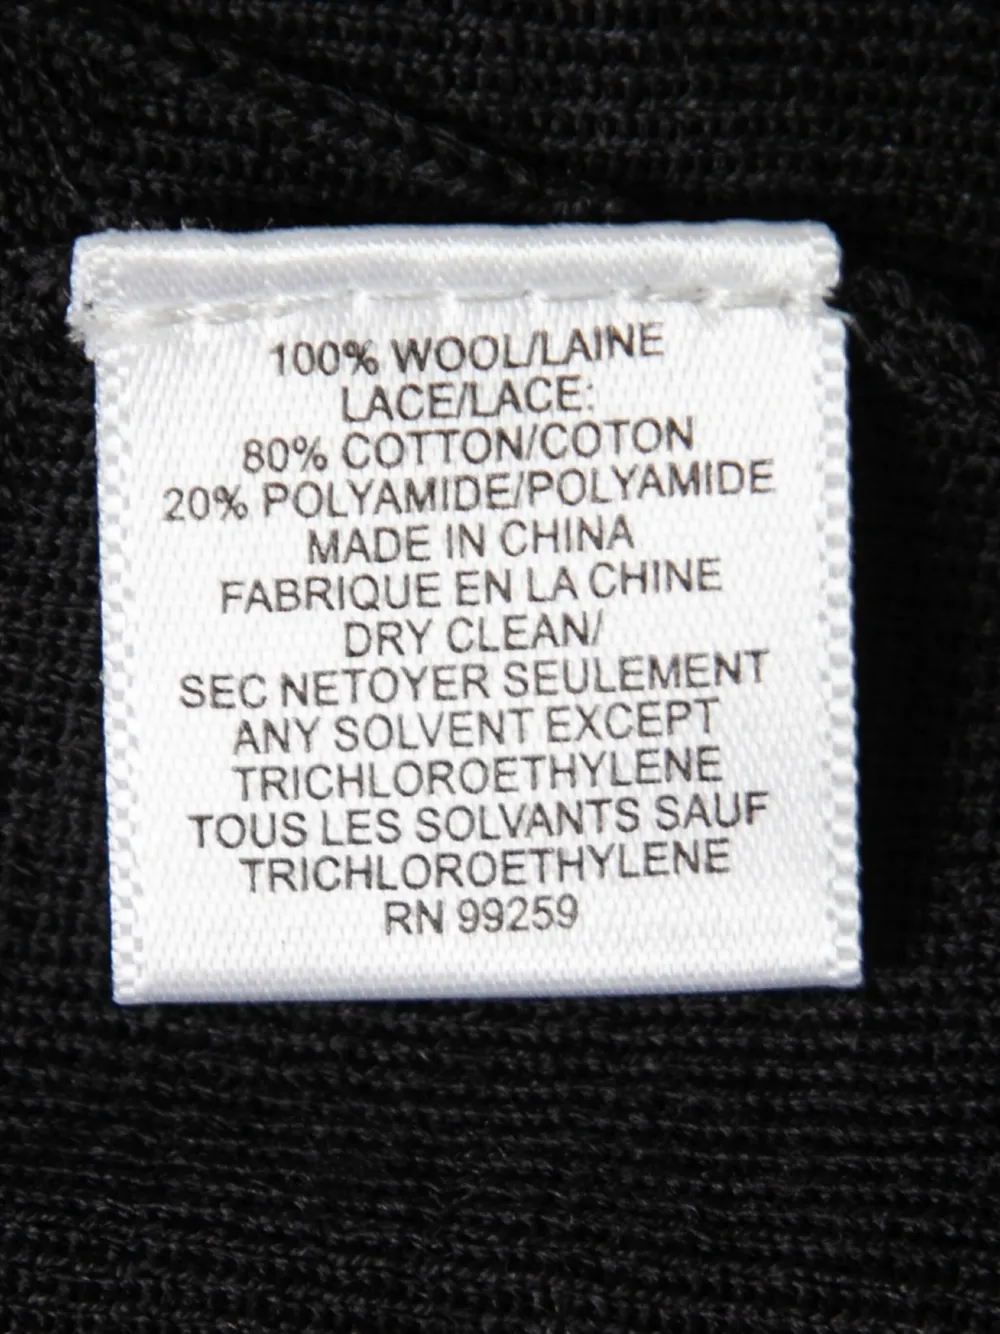 100% WOOL/LAINE
LACE/LACE:
80% COTTON/COTON
20% POLYAMIDE/POLYAMIDE
MADE IN CHINA
FABRIQUE EN LA CHINE
DRY CLEAN/
SEC NETOYER SEULEMENT
ANY SOLVENT EXCEPT
TRICHLOROETHYLENE
TOUS LES SOLVANTS SAUF
TRICHLOROETHYLENE
RN 99259